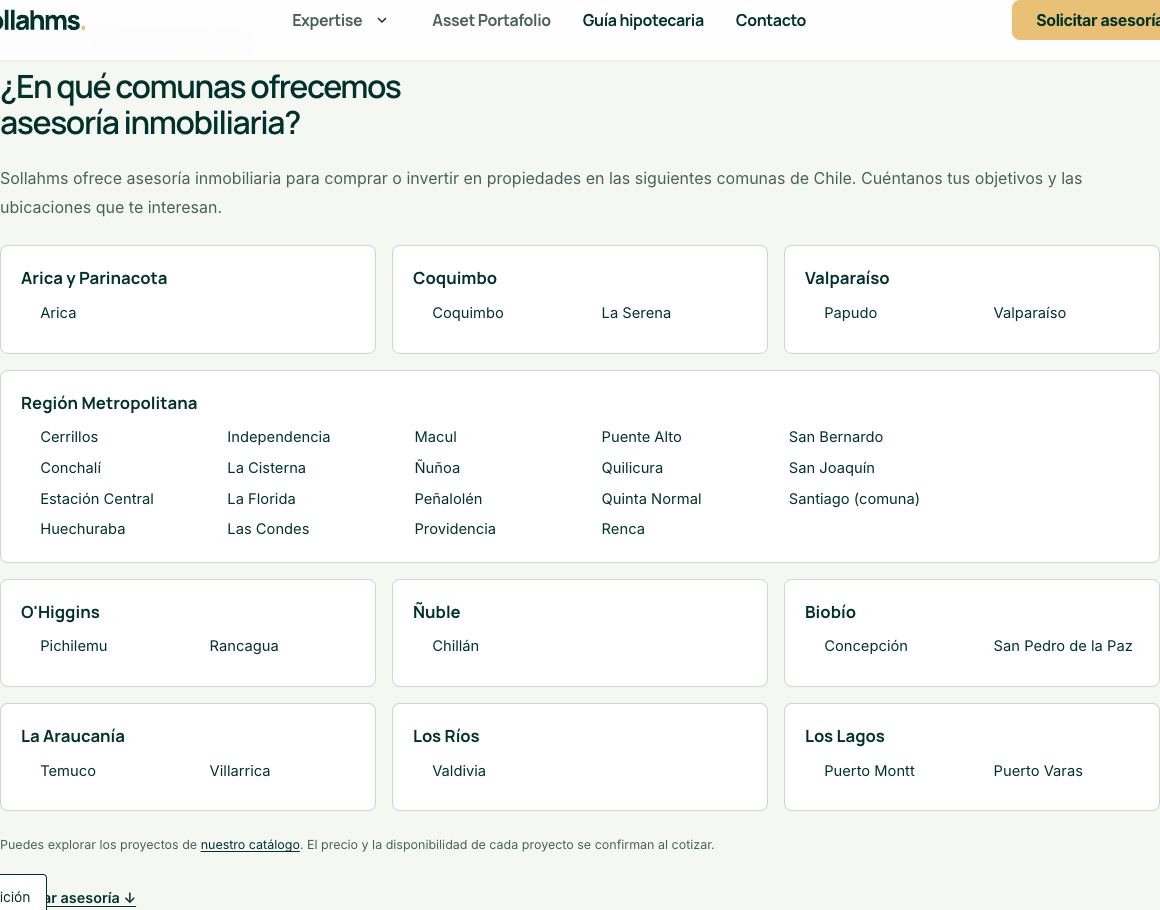 ollahms.
Expertise
Asset Portafolio
Guía hipotecaria
Contacto
Solicitar asesoría
¿En qué comunas ofrecemos
asesoría inmobiliaria?
Sollahms ofrece asesoría inmobiliaria para comprar o invertir en propiedades en las siguientes comunas de Chile. Cuéntanos tus objetivos y las
ubicaciones que te interesan.
Arica y Parinacota
Arica
Coquimbo
Coquimbo La Serena
Valparaíso
Papudo Valparaíso
Región Metropolitana
Cerrillos Independencia Macul Puente Alto San Bernardo
Conchalí La Cisterna Ñuñoa Quilicura San Joaquín
Estación Central La Florida Peñalolén Quinta Normal Santiago (comuna)
Huechuraba Las Condes Providencia Renca
O'Higgins
Pichilemu Rancagua
Ñuble
Chillán
Biobío
Concepción San Pedro de la Paz
La Araucanía
Temuco Villarrica
Los Ríos
Valdivia
Los Lagos
Puerto Montt Puerto Varas
Puedes explorar los proyectos de nuestro catálogo. El precio y la disponibilidad de cada proyecto se confirman al cotizar.
ición
ar asesoría ↓